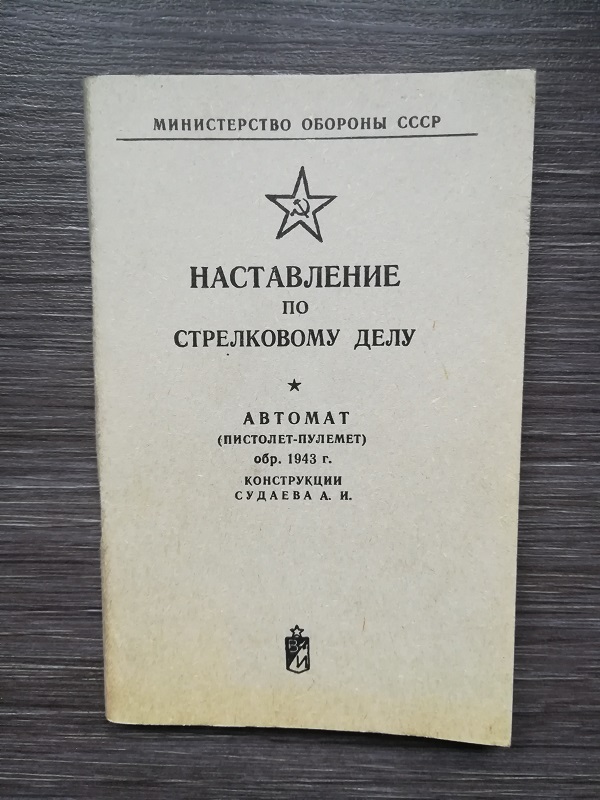 МИНИСТЕРСТВО ОБОРОНЫ СССР
НАСТАВЛЕНИЕ
ПО
СТРЕЛКОВОМУ ДЕЛУ
АВТОМАТ
(ПИСТОЛЕТ-ПУЛЕМЕТ)
обр. 1943 г.
КОНСТРУКЦИИ
СУДАЕВА А. И.
В И